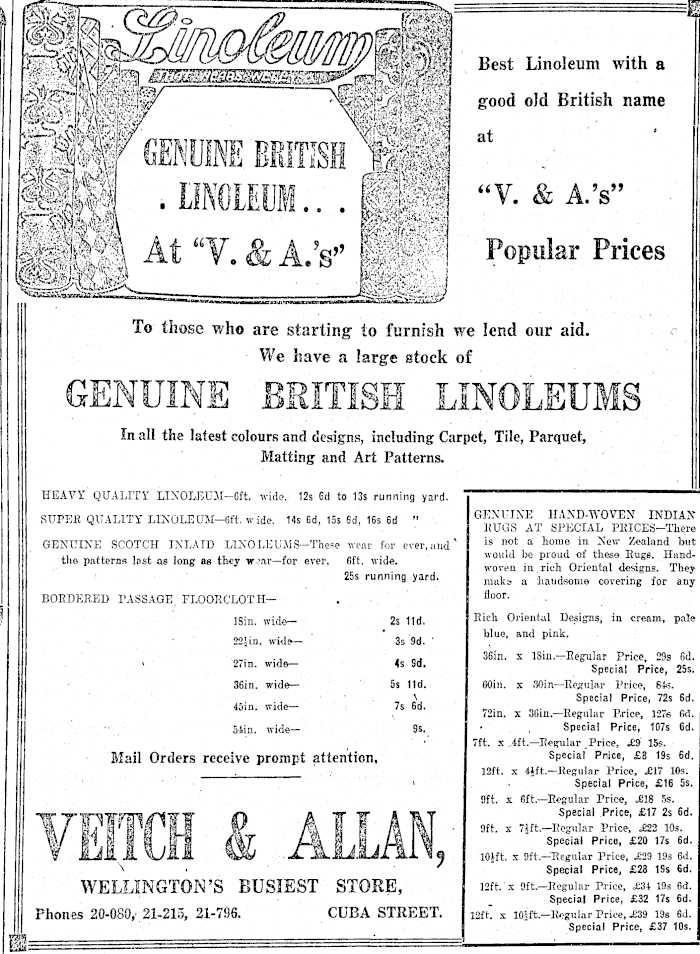 Linoleum
THAT WEARS WELL
GENUINE BRITISH
. LINOLEUM . . .
At “V. & A.'s”
Best Linoleum with a
good old British name
at
“V. & A.'s”
Popular Prices
To those who are starting to furnish we lend our aid.
We have a large stock of
GENUINE BRITISH LINOLEUMS
In all the latest colours and designs, including Carpet, Tile, Parquet,
Matting and Art Patterns.
HEAVY QUALITY LINOLEUM—6ft. wide. 12s 6d to 13s running yard.
SUPER QUALITY LINOLEUM—6ft. wide. 14s 6d, 15s 6d, 16s 6d ”
GENUINE SCOTCH INLAID LINOLEUMS—These wear for ever, and
the patterns last as long as they wear—for ever. 6ft. wide.
25s running yard.
BORDERED PASSAGE FLOORCLOTH—
18in. wide— 2s 11d.
22½in. wide— 3s 9d.
27in. wide— 4s 9d.
36in. wide— 5s 11d.
45in. wide— 7s 6d.
54in. wide— 9s.
Mail Orders receive prompt attention,
VEITCH & ALLAN,
WELLINGTON'S BUSIEST STORE,
Phones 20-080, 21-215, 21-796. CUBA STREET.
GENUINE HAND-WOVEN INDIAN
RUGS AT SPECIAL PRICES—There
is not a home in New Zealand but
would be proud of these Rugs. Hand-
woven in rich Oriental designs. They
make a handsome covering for any
floor.
Rich Oriental Designs, in cream, pale
blue, and pink.
36in. x 18in.—Regular Price, 29s 6d.
Special Price, 25s.
60in. x 30in—Regular Price, 84s.
Special Price, 72s 6d.
72in. x 36in.—Regular Price, 127s 6d.
Special Price, 107s 6d.
7ft. x 4ft.—Regular Price, £9 15s.
Special Price, £8 19s 6d.
12ft. x 4½ft.—Regular Price, £17 10s.
Special Price, £16 5s.
9ft. x 6ft.—Regular Price, £18 5s.
Special Price, £17 2s 6d.
9ft. x 7½ft.—Regular Price, £22 10s.
Special Price, £20 17s 6d.
10½ft. x 9ft.—Regular Price, £29 19s 6d.
Special Price, £28 19s 6d.
12ft. x 9ft.—Regular Price, £34 19s 6d.
Special Price, £32 17s 6d.
12ft. x 10½ft.—Regular Price, £39 19s 6d.
Special Price, £37 10s.